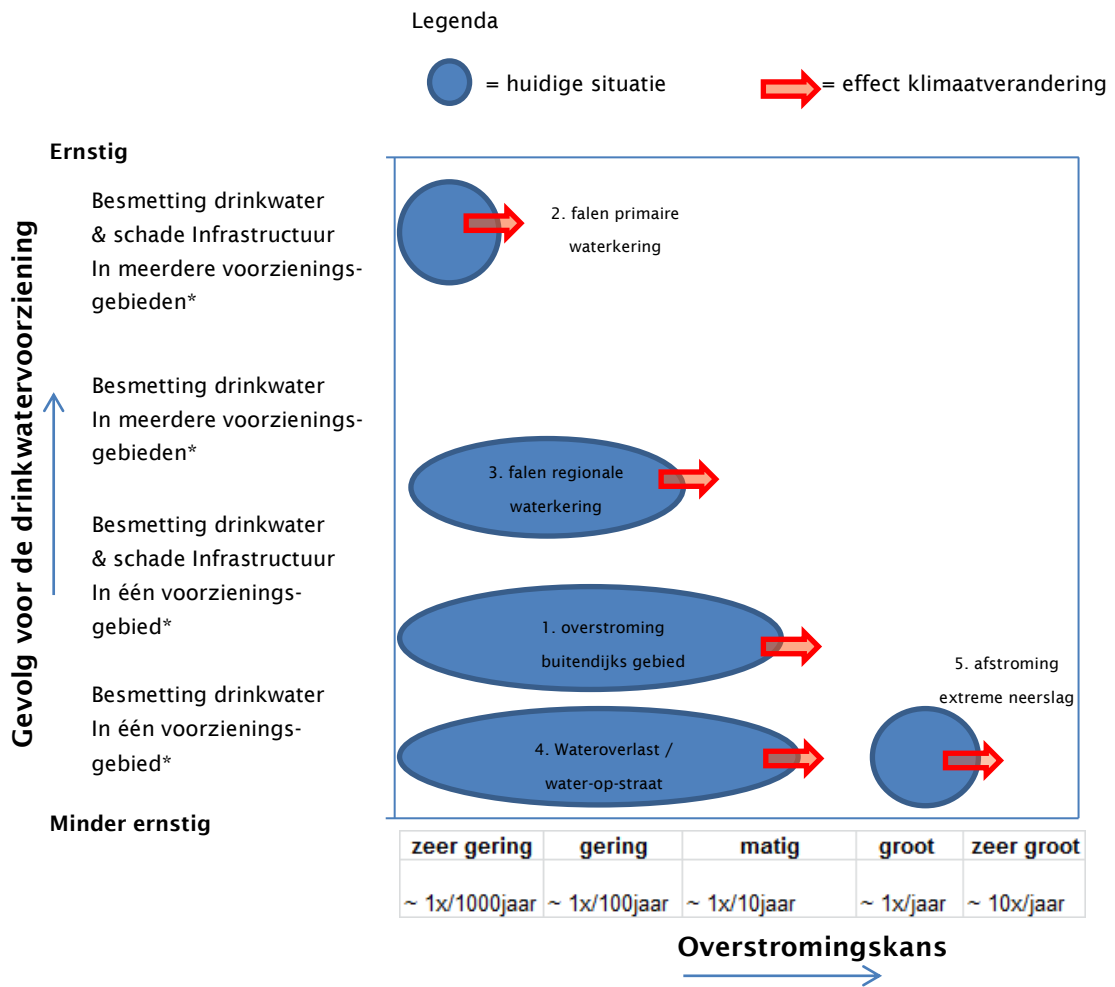 Legenda
= huidige situatie
= effect klimaatverandering
Gevolg voor de drinkwatervoorziening
Ernstig
Besmetting drinkwater
& schade Infrastructuur
In meerdere voorzienings-
gebieden*
Besmetting drinkwater
In meerdere voorzienings-
gebieden*
Besmetting drinkwater
& schade Infrastructuur
In één voorzienings-
gebied*
Besmetting drinkwater
In één voorzienings-
gebied*
Minder ernstig
2. falen primaire
waterkering
3. falen regionale
waterkering
1. overstroming
buitendijks gebied
4. Wateroverlast /
water-op-straat
5. afstroming
extreme neerslag
zeer gering gering matig groot zeer groot
~ 1x/1000jaar ~ 1x/100jaar ~ 1x/10jaar ~ 1x/jaar ~ 10x/jaar
Overstromingskans